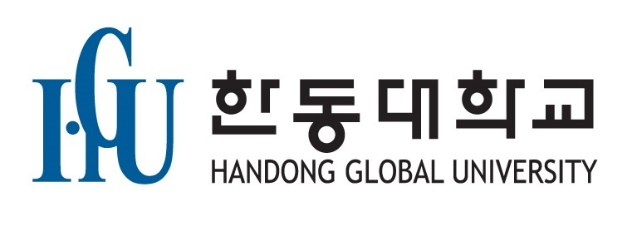 HGU
한동대학교
HANDONG GLOBAL UNIVERSITY